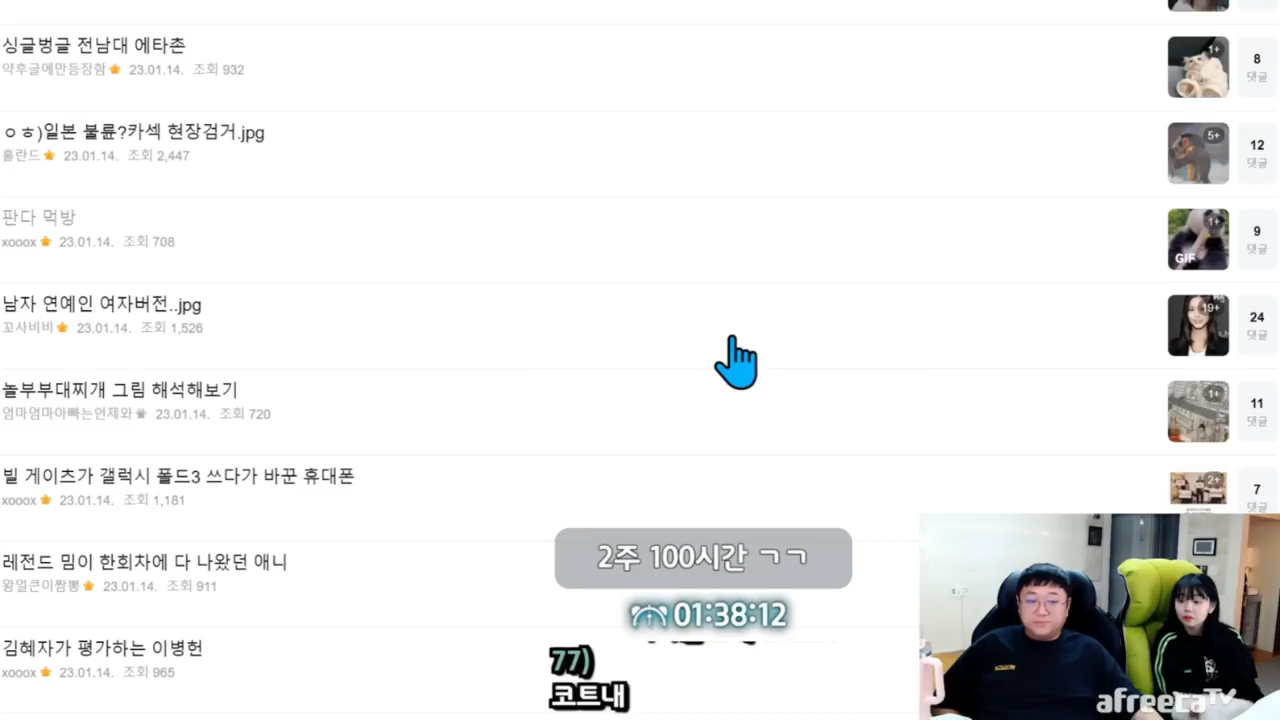 싱글벙글 전남대 에타촌
약후글에만등장함 23.01.14. 조회 932
1+
8
댓글
ㅇㅎ)일본 불륜?카섹 현장검거.jpg
홀란드 23.01.14. 조회 2,447
5+
12
댓글
판다 먹방
xooox 23.01.14. 조회 708
1+
GIF
9
댓글
남자 연예인 여자버전..jpg
꼬사비비 23.01.14. 조회 1,526
19+
24
댓글
놀부부대찌개 그림 해석해보기
엄마엄마아빠는언제와 23.01.14. 조회 720
1+
11
댓글
빌 게이츠가 갤럭시 폴드3 쓰다가 바꾼 휴대폰
xooox 23.01.14. 조회 1,181
2+
7
댓글
레전드 밈이 한회차에 다 나왔던 애니
왕얼큰이짬뽕 23.01.14. 조회 911
2주 100시간 ㄱㄱ
01:38:12
김혜자가 평가하는 이병헌
xooox 23.01.14. 조회 965
77)
코트내
afreecaTV